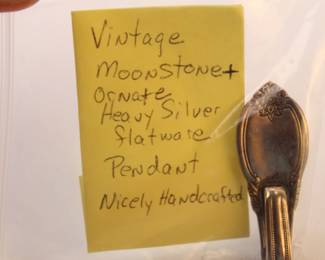 Vintage
Moonstone +
Ornate
Heavy Silver
flatware
Pendant
Nicely Handcrafted